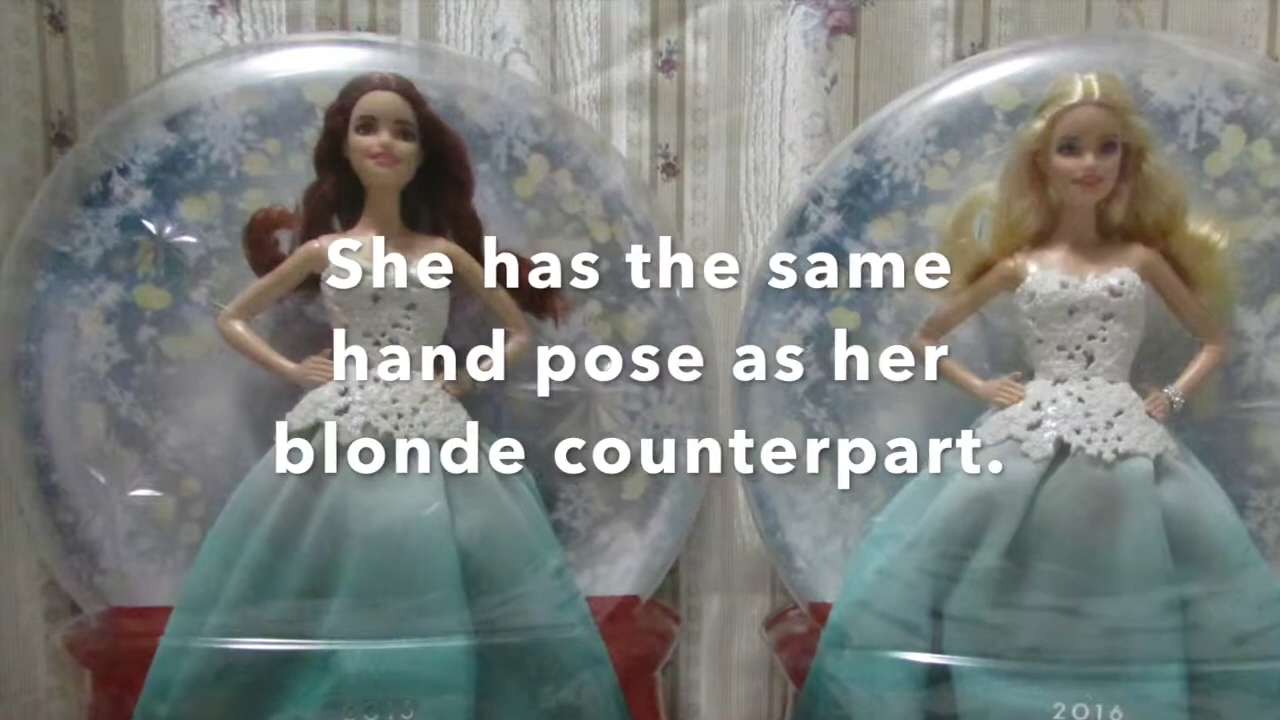 She has the same
hand pose as her
blonde counterpart.
2016